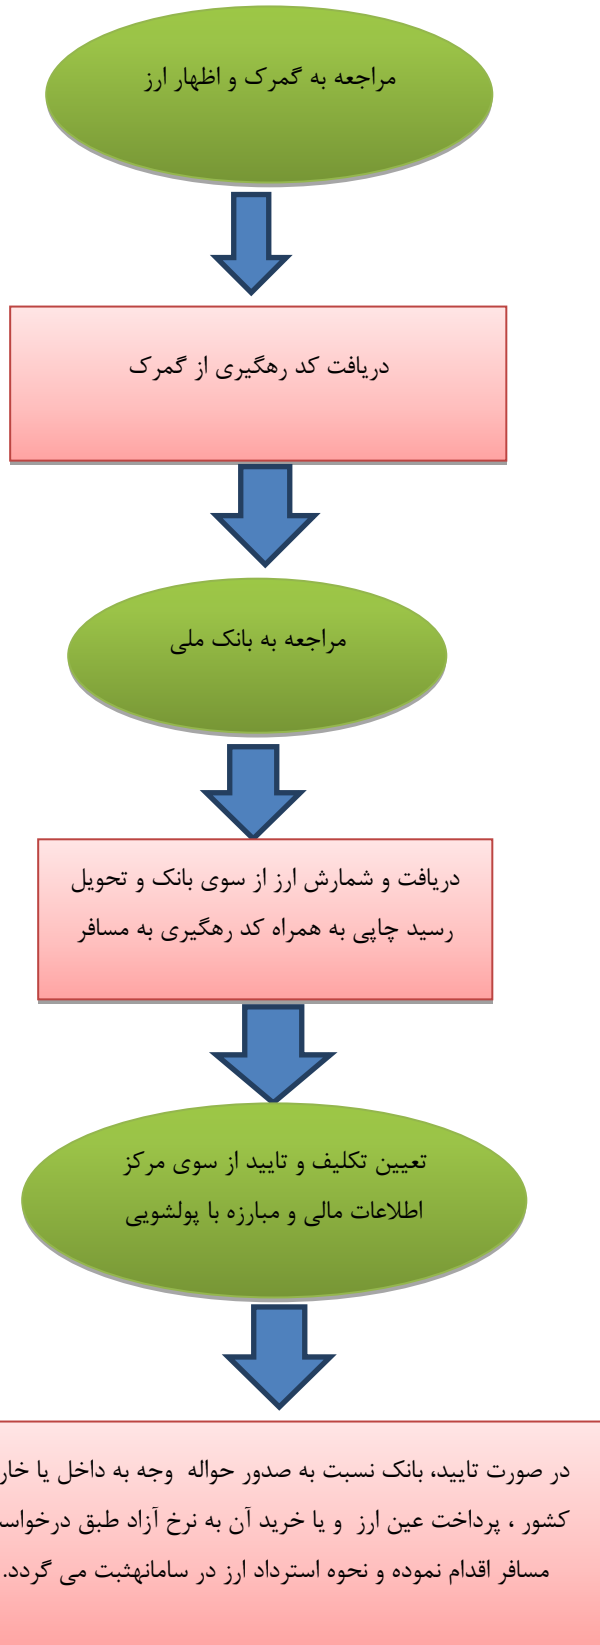 مراجعه به گمرک و اظهار ارز
دریافت کد رهگیری از گمرک
مراجعه به بانک ملی
دریافت و شمارش ارز از سوی بانک و تحویل
رسید چاپی به همراه کد رهگیری به مسافر
تعیین تکلیف و تایید از سوی مرکز
اطلاعات مالی و مبارزه با پولشویی
در صورت تایید، بانک نسبت به صدور حواله وجه به داخل یا
کشور ، پرداخت عین ارز و یا خرید آن به نرخ آزاد طبق
مسافر اقدام نموده و نحوه استرداد ارز در سامانهثبت می گردد.